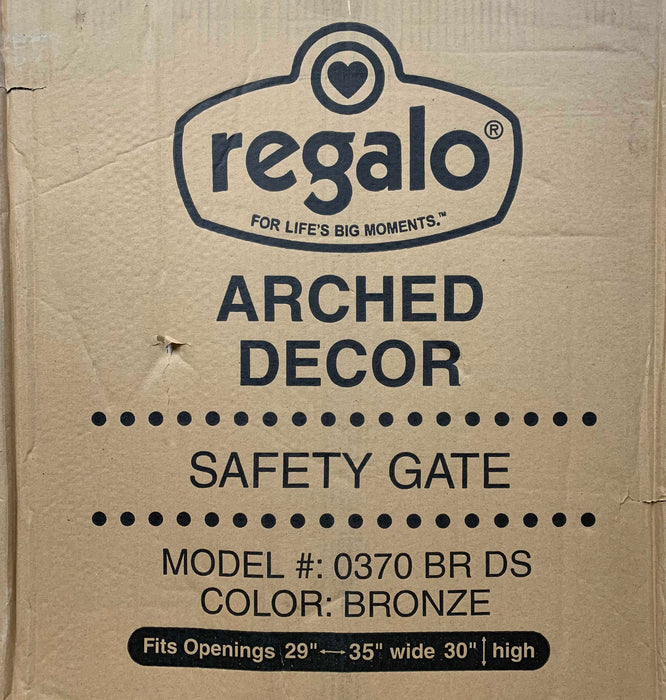 regalo®
FOR LIFE'S BIG MOMENTS.™
ARCHED
DECOR
SAFETY GATE
MODEL #: 0370 BR DS
COLOR: BRONZE
Fits Openings 29"↔35" wide 30"↕high